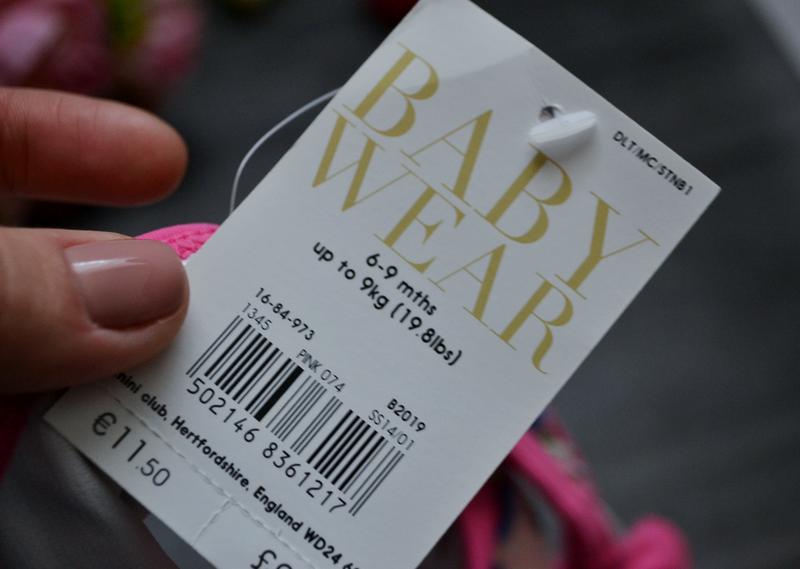 BABY
WEAR
DLT/MC/STNB1
6-9 mths
up to 9kg (19.8lbs)
16-84-973
1345
PINK 074
B2019
SS14/01
502146 8361217
mini club, Hertfordshire, England WD24
€11.50
£